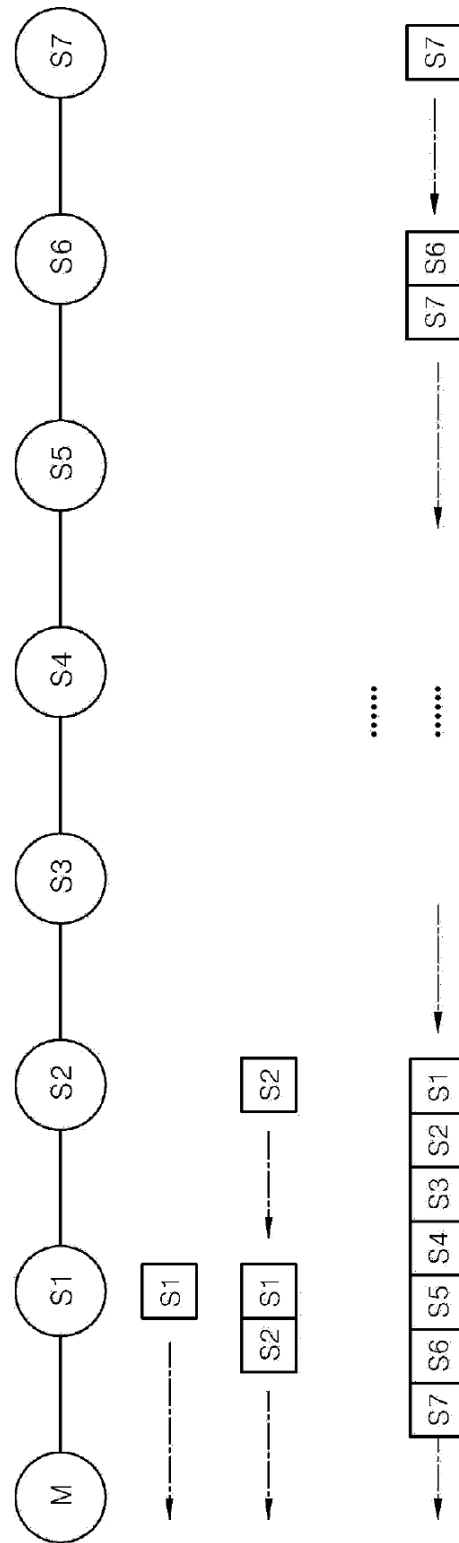 M S1 S2 S3 S4 S5 S6 S7
S1
S2 S1 S2
......
S7 S6 S5 S4 S3 S2 S1 ...... S7 S6 S7